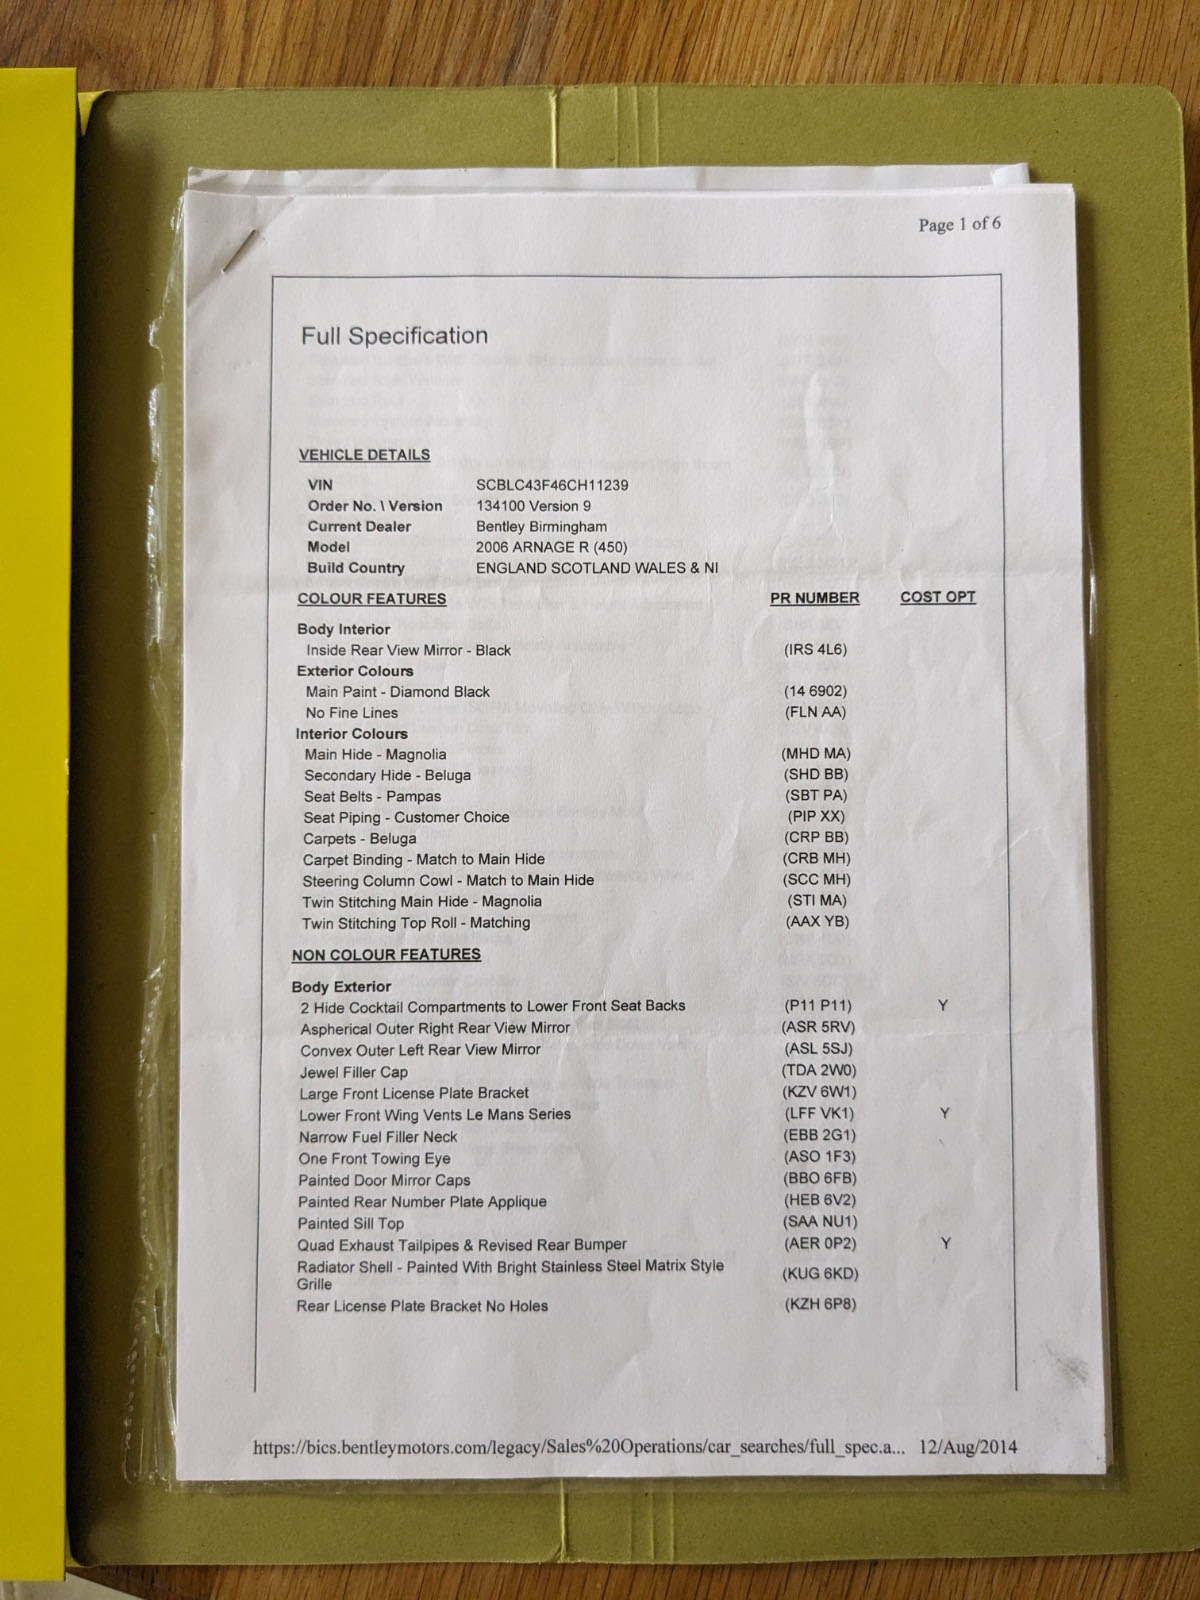 Page 1 of 6
Full Specification
VEHICLE DETAILS
VIN SCBLC43F46CH11239
Order No. \ Version 134100 Version 9
Current Dealer Bentley Birmingham
Model 2006 ARNAGE R (450)
Build Country ENGLAND SCOTLAND WALES & NI
COLOUR FEATURES PR NUMBER COST OPT
Body Interior
Inside Rear View Mirror - Black (IRS 4L6)
Exterior Colours
Main Paint - Diamond Black (14 6902)
No Fine Lines (FLN AA)
Interior Colours
Main Hide - Magnolia (MHD MA)
Secondary Hide - Beluga (SHD BB)
Seat Belts - Pampas (SBT PA)
Seat Piping - Customer Choice (PIP XX)
Carpets - Beluga (CRP BB)
Carpet Binding - Match to Main Hide (CRB MH)
Steering Column Cowl - Match to Main Hide (SCC MH)
Twin Stitching Main Hide - Magnolia (STI MA)
Twin Stitching Top Roll - Matching (AAX YB)
NON COLOUR FEATURES
Body Exterior
2 Hide Cocktail Compartments to Lower Front Seat Backs (P11 P11) Y
Aspherical Outer Right Rear View Mirror (ASR 5RV)
Convex Outer Left Rear View Mirror (ASL 5SJ)
Jewel Filler Cap (TDA 2W0)
Large Front License Plate Bracket (KZV 6W1)
Lower Front Wing Vents Le Mans Series (LFF VK1) Y
Narrow Fuel Filler Neck (EBB 2G1)
One Front Towing Eye (ASO 1F3)
Painted Door Mirror Caps (BBO 6FB)
Painted Rear Number Plate Applique (HEB 6V2)
Painted Sill Top (SAA NU1)
Quad Exhaust Tailpipes & Revised Rear Bumper (AER 0P2) Y
Radiator Shell - Painted With Bright Stainless Steel Matrix Style
Grille (KUG 6KD)
Rear License Plate Bracket No Holes (KZH 6P8)
https://bics.bentleymotors.com/legacy/Sales%20Operations/car_searches/full_spec.a... 12/Aug/2014